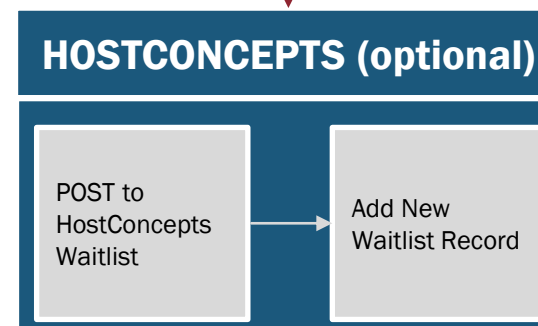 HOSTCONCEPTS (optional)
POST to
HostConcepts
Waitlist
Add New
Waitlist Record